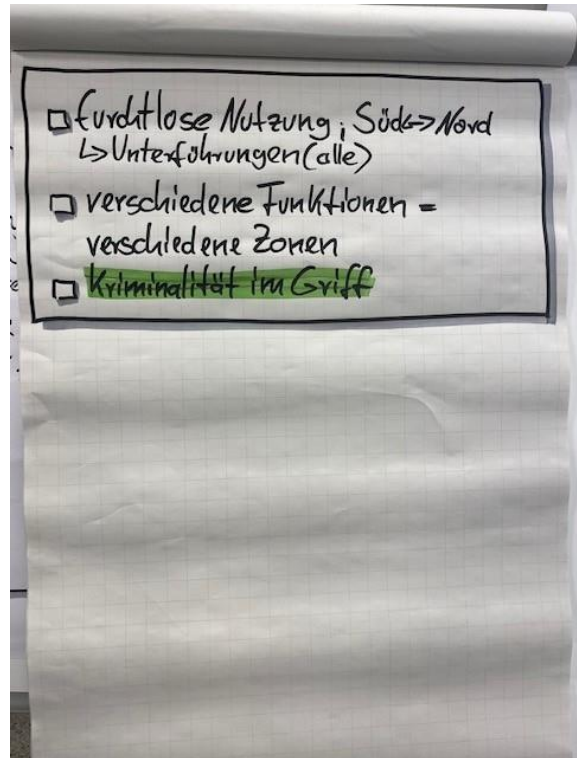 furchtlose Nutzung; Süd<->Nord
↳Unterführungen (alle)
verschiedene Funktionen =
verschiedene Zonen
Kriminalität im Griff